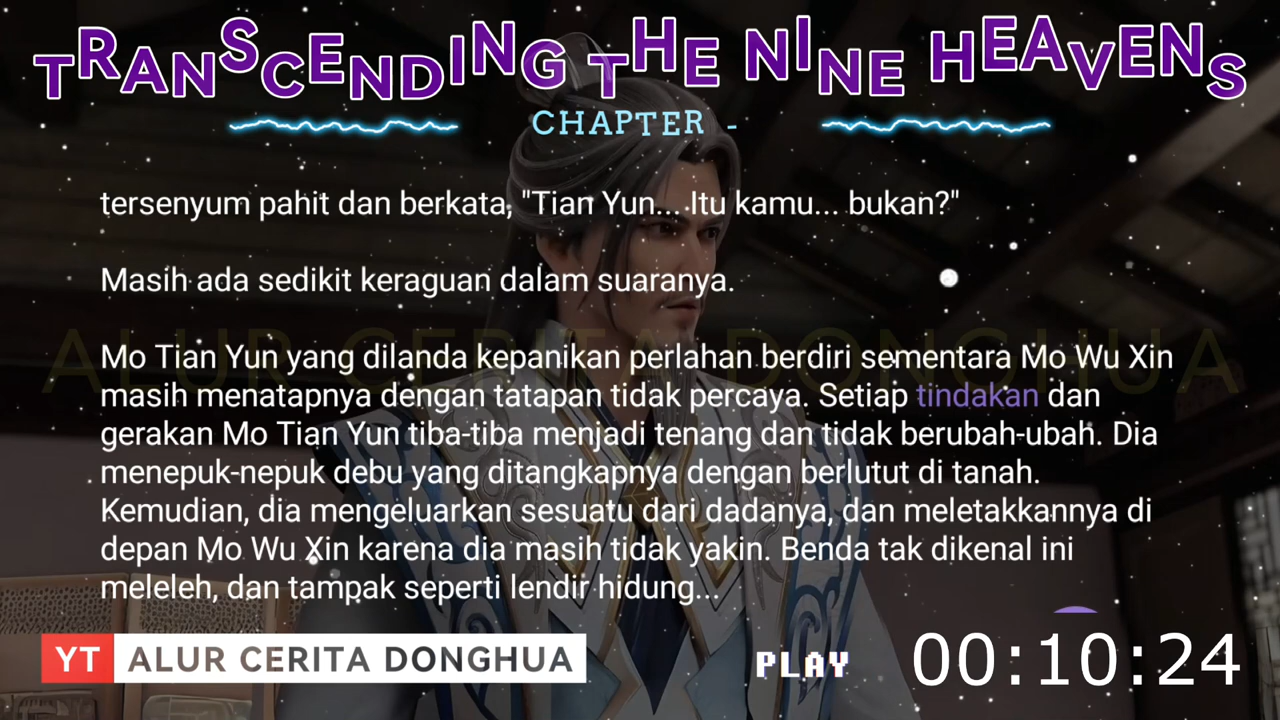 TRANSCENDING THE NINE HEAVENS
CHAPTER -
tersenyum pahit dan berkata, "Tian Yun... Itu kamu... bukan?"
Masih ada sedikit keraguan dalam suaranya.
ALUR CERITA DONGHUA
Mo Tian Yun yang dilanda kepanikan perlahan berdiri sementara Mo Wu Xin
masih menatapnya dengan tatapan tidak percaya. Setiap tindakan dan
gerakan Mo Tian Yun tiba-tiba menjadi tenang dan tidak berubah-ubah. Dia
menepuk-nepuk debu yang ditangkapnya dengan berlutut di tanah.
Kemudian, dia mengeluarkan sesuatu dari dadanya, dan meletakkannya di
depan Mo Wu Xin karena dia masih tidak yakin. Benda tak dikenal ini
meleleh, dan tampak seperti lendir hidung...
YT ALUR CERITA DONGHUA
PLAY 00:10:24